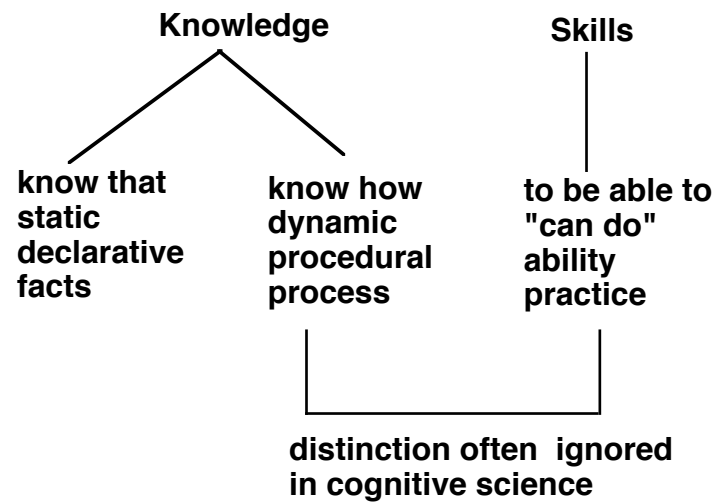 Knowledge
Skills
know that
static
declarative
facts
know how
dynamic
procedural
process
to be able to
"can do"
ability
practice
distinction often ignored
in cognitive science